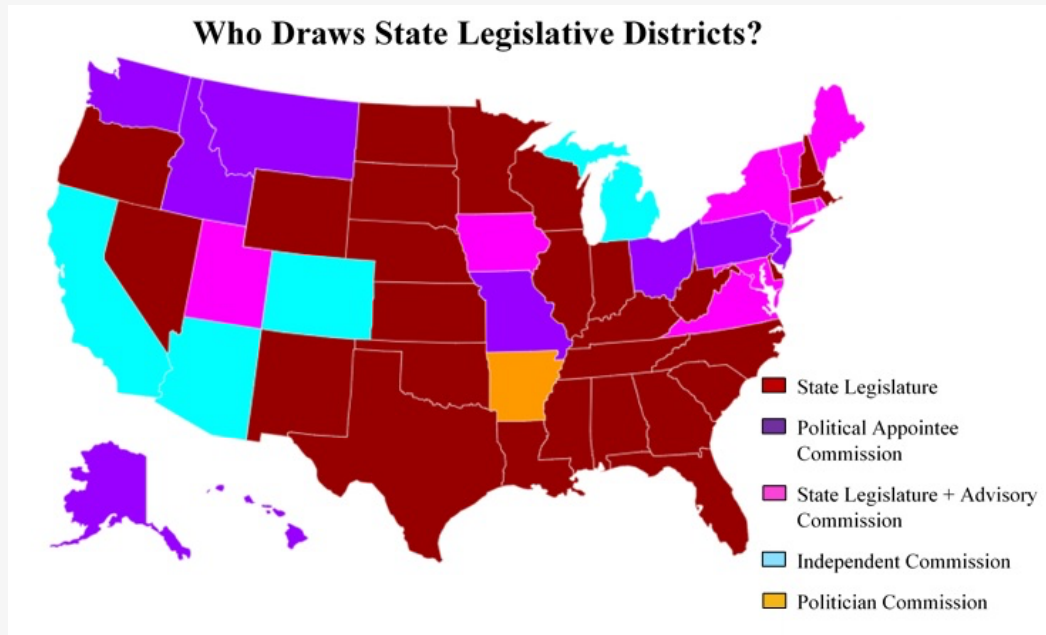 Who Draws State Legislative Districts?
State Legislature
Political Appointee
Commission
State Legislature + Advisory
Commission
Independent Commission
Politician Commission